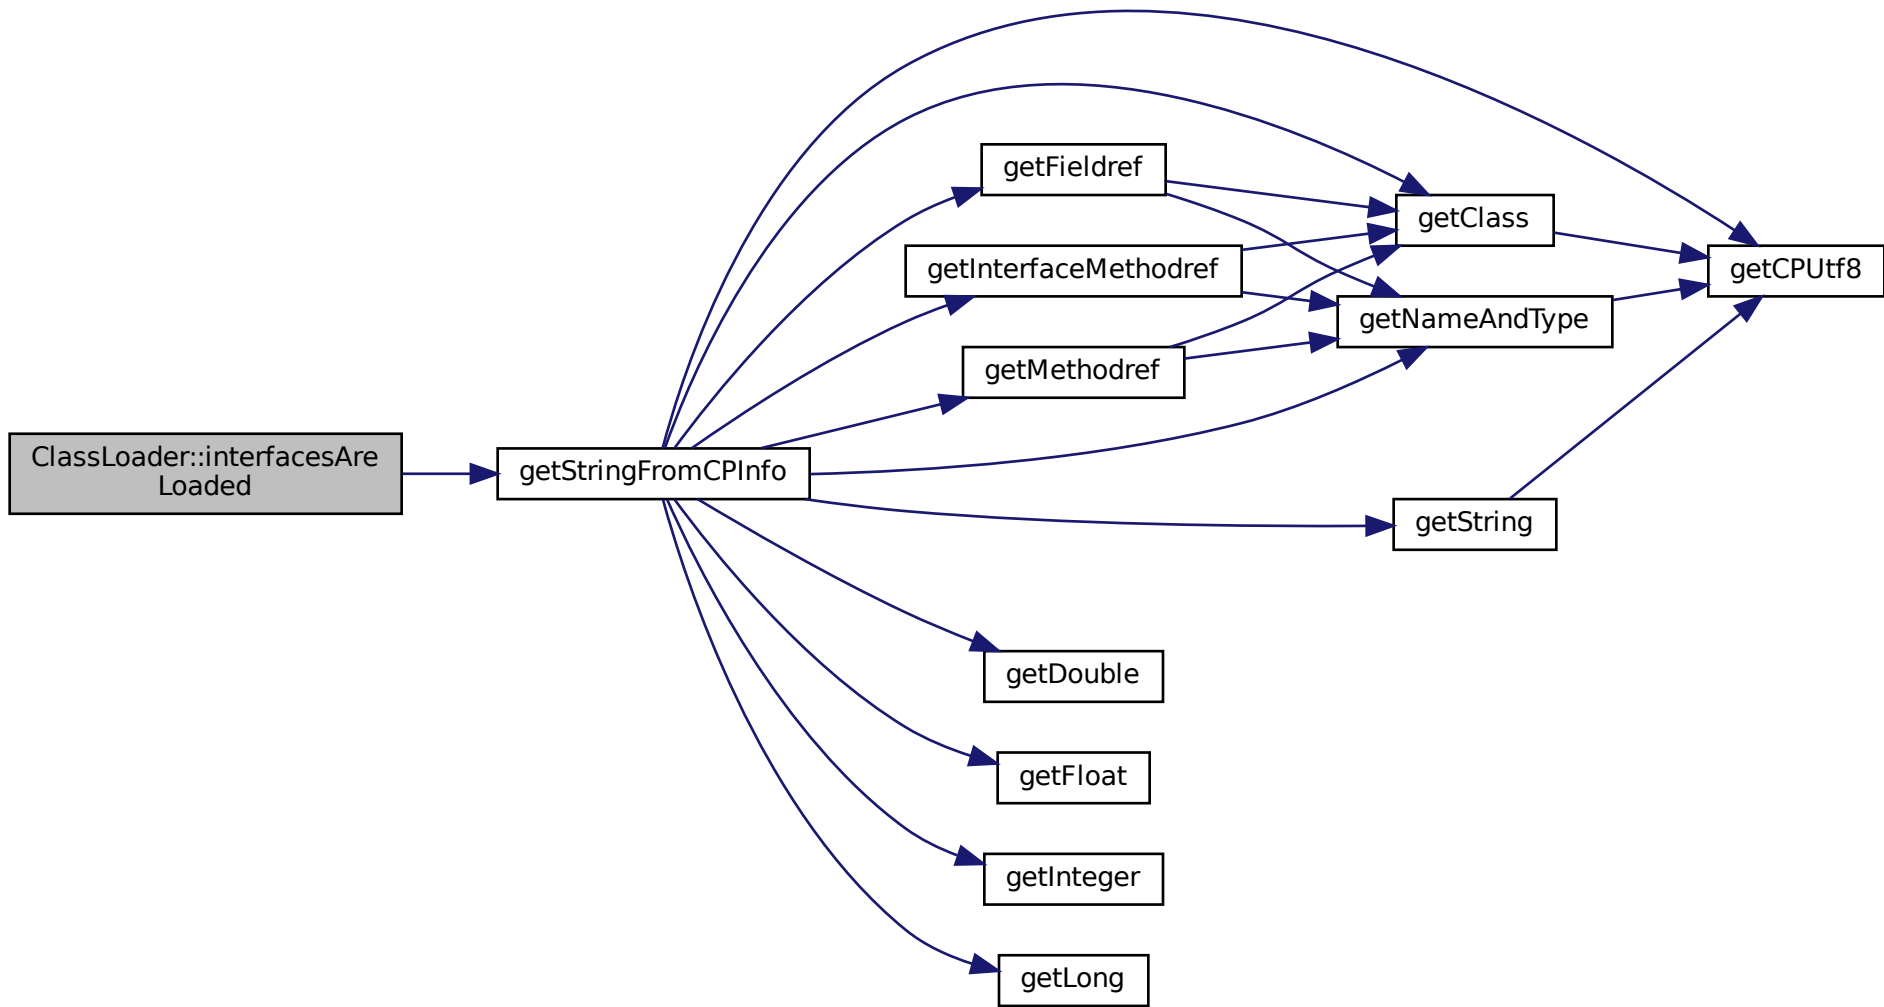 ClassLoader::interfacesAre
Loaded
getStringFromCPInfo
getFieldref
getInterfaceMethodref
getMethodref
getClass
getNameAndType
getCPUtf8
getString
getDouble
getFloat
getInteger
getLong